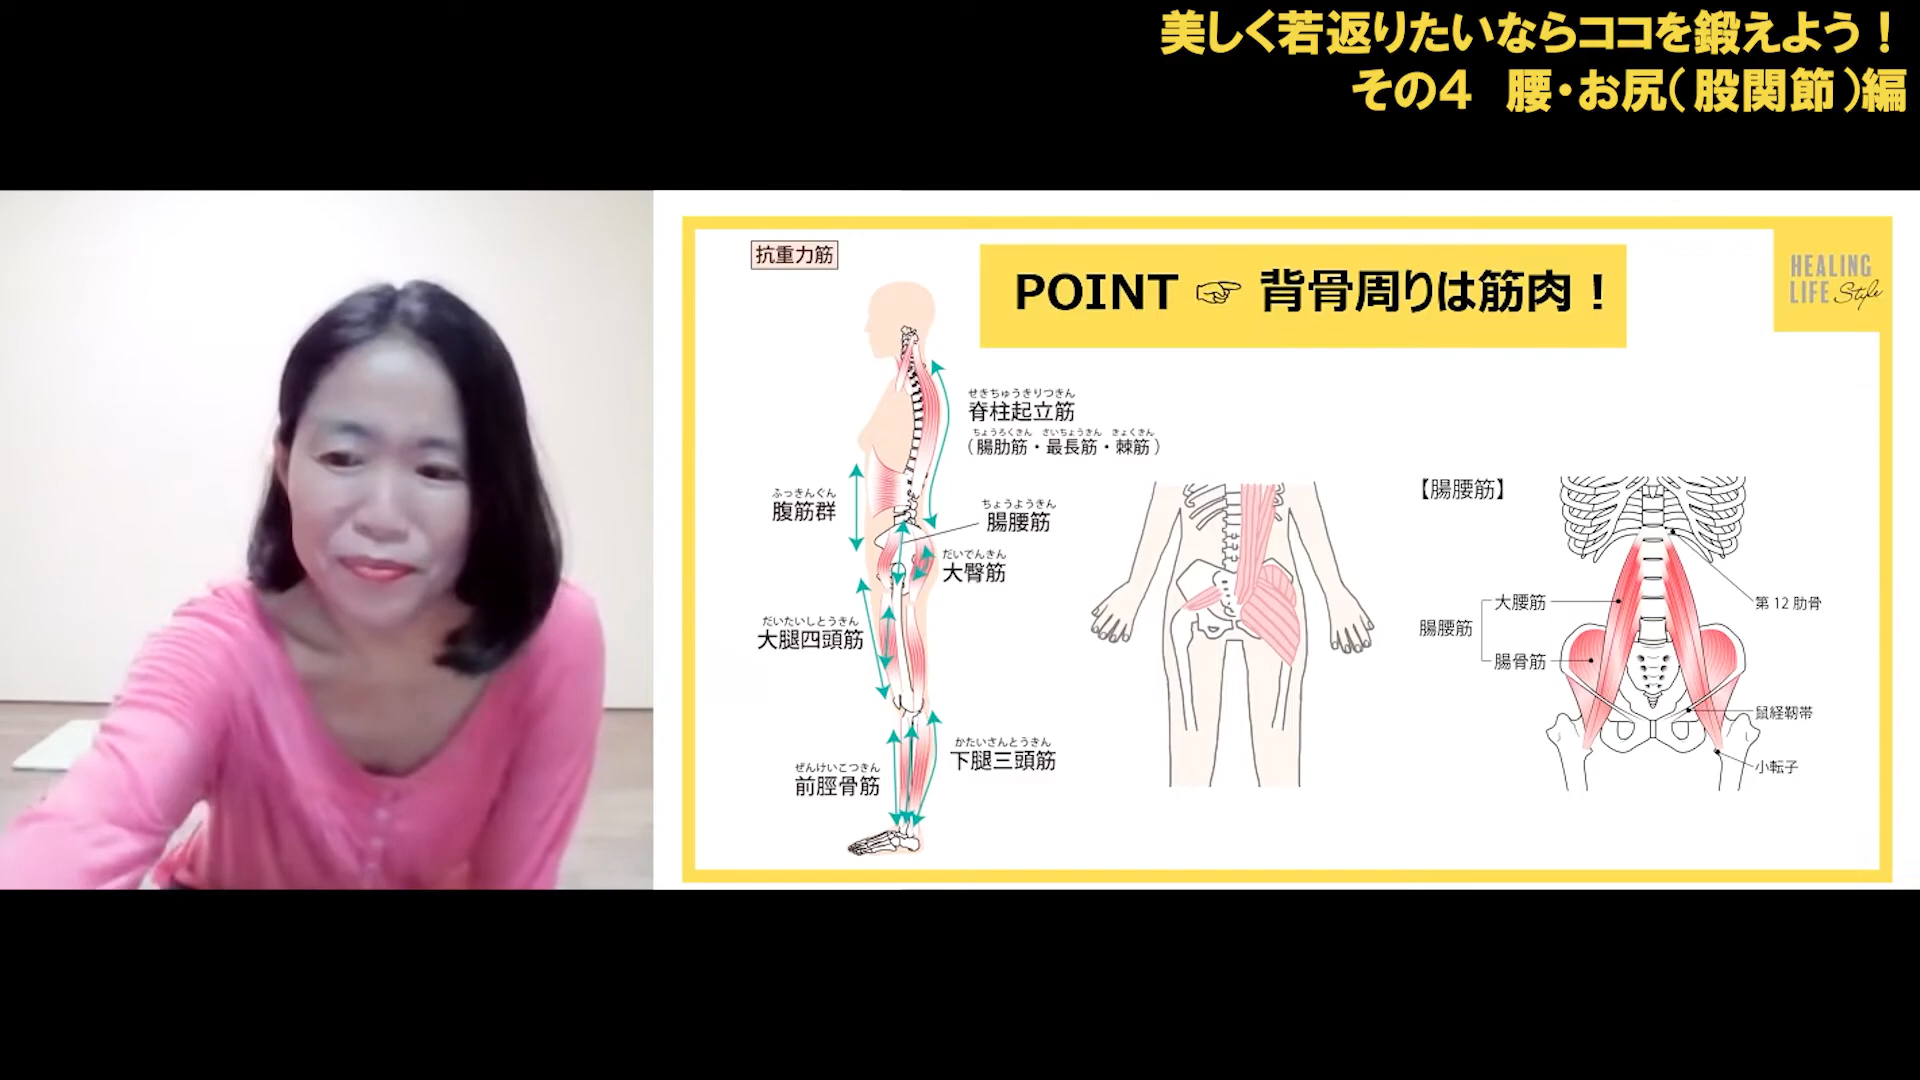 美しく若返りたいならココを鍛えよう！
その４　腰・お尻（股関節）編
抗重力筋
POINT ☞ 背骨周りは筋肉！
HEALING
LIFE Style
せきちゅうきりつきん
脊柱起立筋
ちょうろくきん　さいちょうきん　きょくきん
（腸肋筋・最長筋・棘筋）
ふっきんぐん
腹筋群
ちょうようきん
腸腰筋
だいでんきん
大臀筋
だいたいしとうきん
大腿四頭筋
かたいさんとうきん
下腿三頭筋
ぜんけいこつきん
前脛骨筋
【腸腰筋】
大腰筋
腸腰筋
腸骨筋
第 12 肋骨
鼠経靭帯
小転子